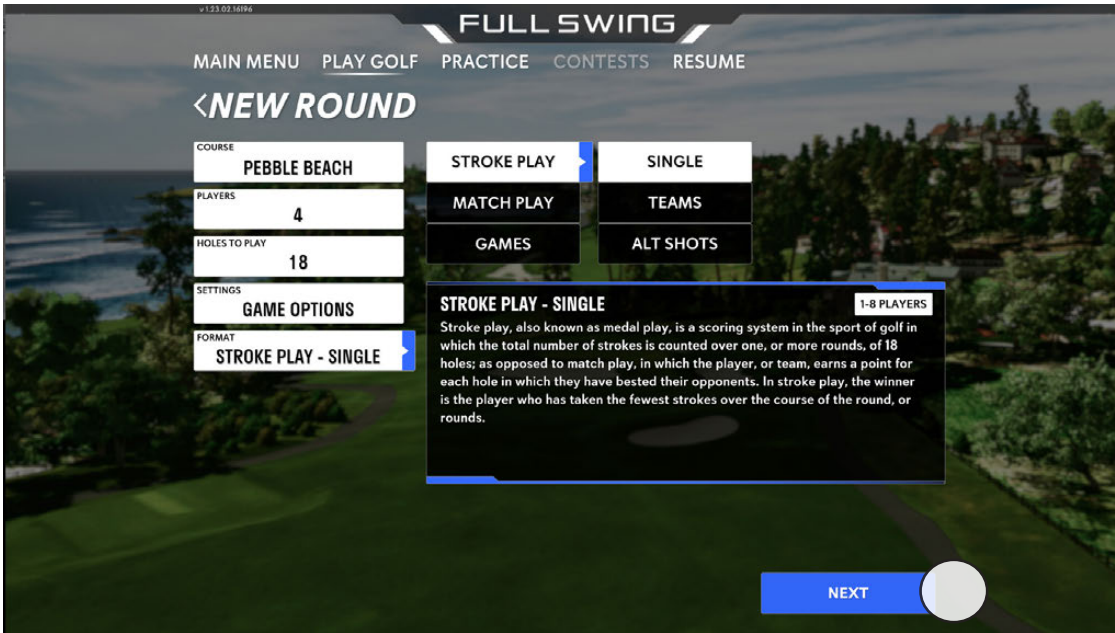 v1.23.02.16196
FULL SWING
MAIN MENU PLAY GOLF PRACTICE CONTESTS RESUME
<NEW ROUND
COURSE
PEBBLE BEACH
PLAYERS
4
HOLES TO PLAY
18
SETTINGS
GAME OPTIONS
FORMAT
STROKE PLAY - SINGLE
STROKE PLAY
MATCH PLAY
GAMES
SINGLE
TEAMS
ALT SHOTS
STROKE PLAY - SINGLE
1-8 PLAYERS
Stroke play, also known as medal play, is a scoring system in the sport of golf in
which the total number of strokes is counted over one, or more rounds, of 18
holes; as opposed to match play, in which the player, or team, earns a point for
each hole in which they have bested their opponents. In stroke play, the winner
is the player who has taken the fewest strokes over the course of the round, or
rounds.
NEXT